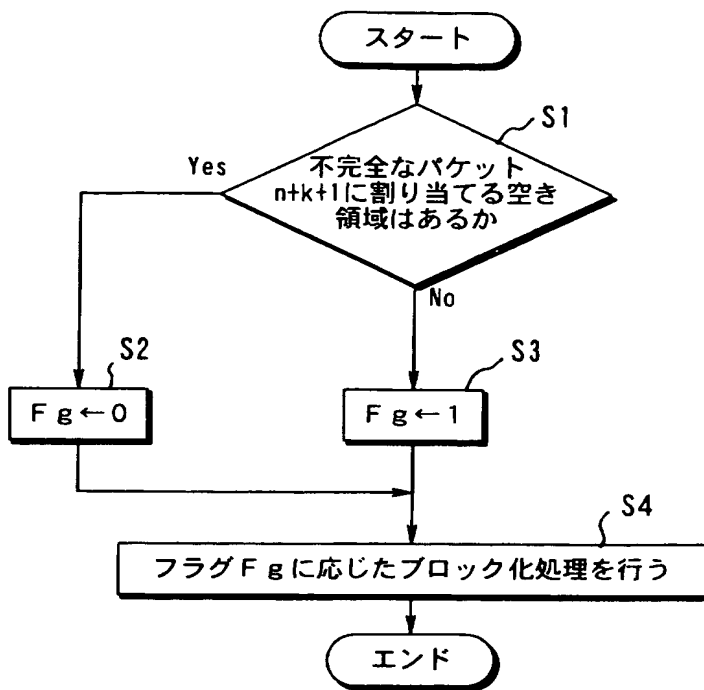 スタート
S1
Yes
不完全なパケット
n+k+1に割り当てる空き
領域はあるか
No
S2
S3
Fg←0
Fg←1
S4
フラグFgに応じたブロック化処理を行う
エンド